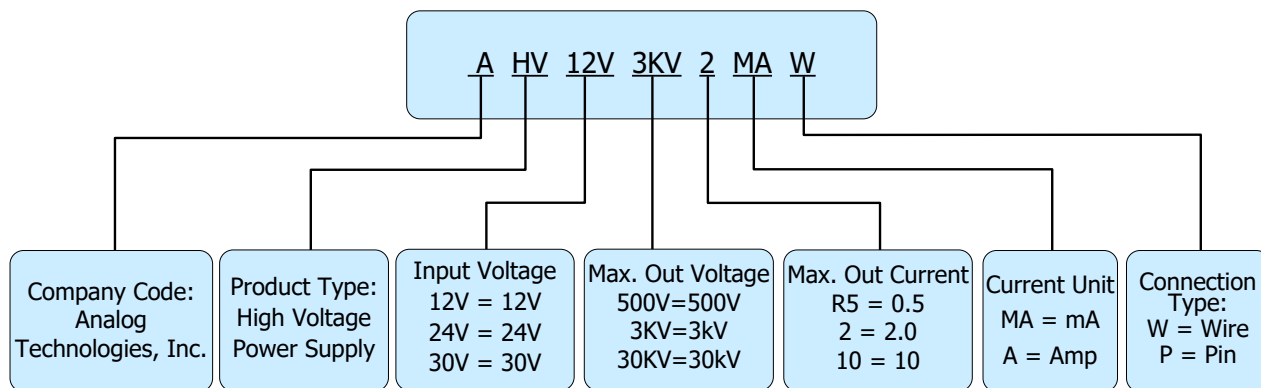 A HV 12V 3KV 2 MA W
Company Code:
Analog
Technologies, Inc.
Product Type:
High Voltage
Power Supply
Input Voltage
12V = 12V
24V = 24V
30V = 30V
Max. Out Voltage
500V=500V
3KV=3kV
30KV=30kV
Max. Out Current
R5 = 0.5
2 = 2.0
10 = 10
Current Unit
MA = mA
A = Amp
Connection
Type:
W = Wire
P = Pin